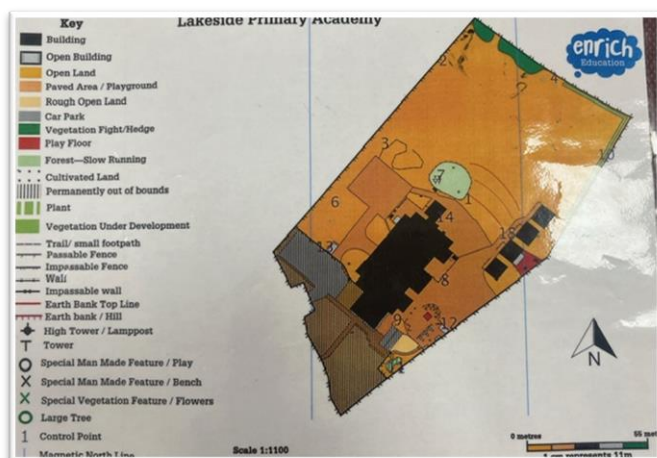 Lakeside Primary Academy
Key
Building
Open Building
Open Land
Paved Area / Playground
Rough Open Land
Car Park
Vegetation Fight/Hedge
Play Floor
Forest—Slow Running
Cultivated Land
Permanently out of bounds
Plant
Vegetation Under Development
Trail/ small footpath
Passable Fence
Impassable Fence
Wall
Impassable wall
Earth Bank Top Line
Earth bank / Hill
High Tower/Lamppost
Tower
Special Man Made Feature / Play
Special Man Made Feature / Bench
Special Vegetation Feature / Flowers
Large Tree
1 Control Point
Magnetic North Line
enrich
Education
2
4
3
10
7
1
6
8
9
12
N
Scale 1:1100
0 metres
55 met
1 cm represents 11m